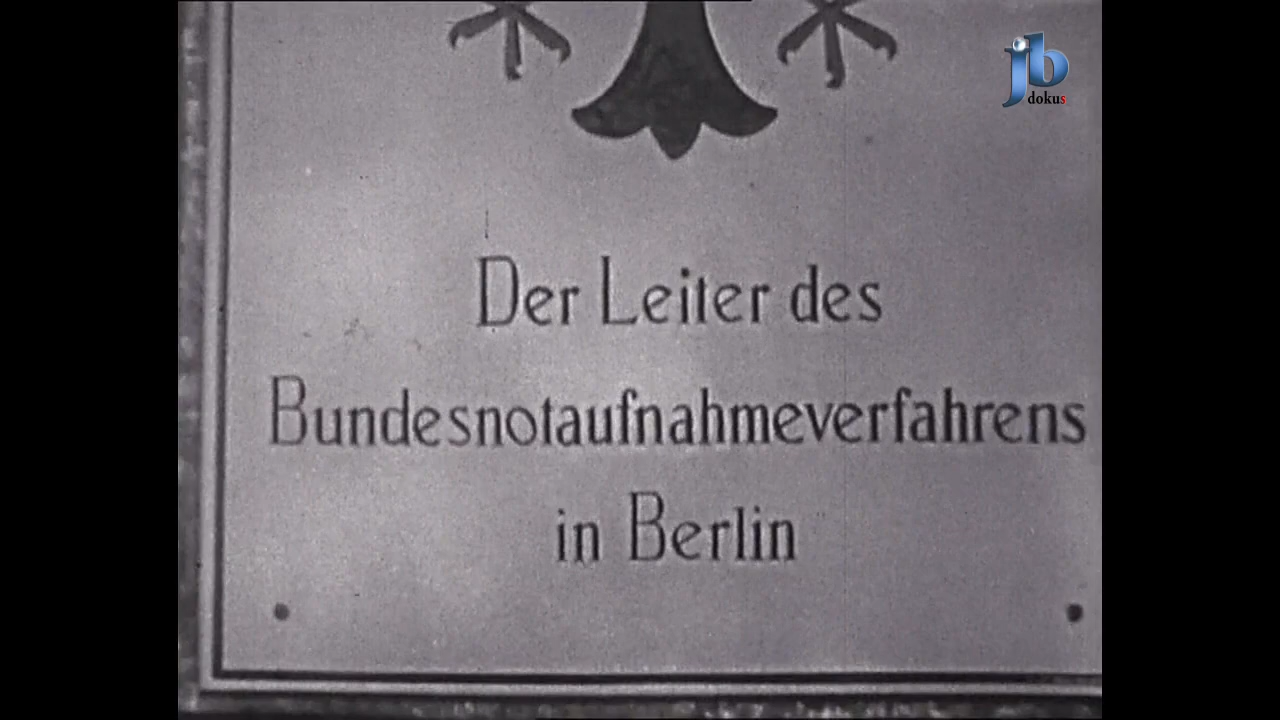 jb
dokus
Der Leiter des
Bundesnotaufnahmeverfahrens
in Berlin